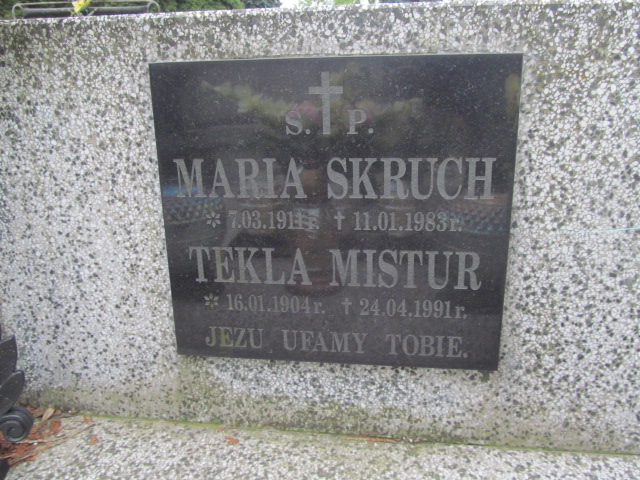 S. P.
MARIA SKRUCH
* 7.03.1911 r. † 11.01.1983 r.
TEKLA MISTUR
* 16.01.1904 r. † 24.04.1991 r.
JEZU UFAMY TOBIE.